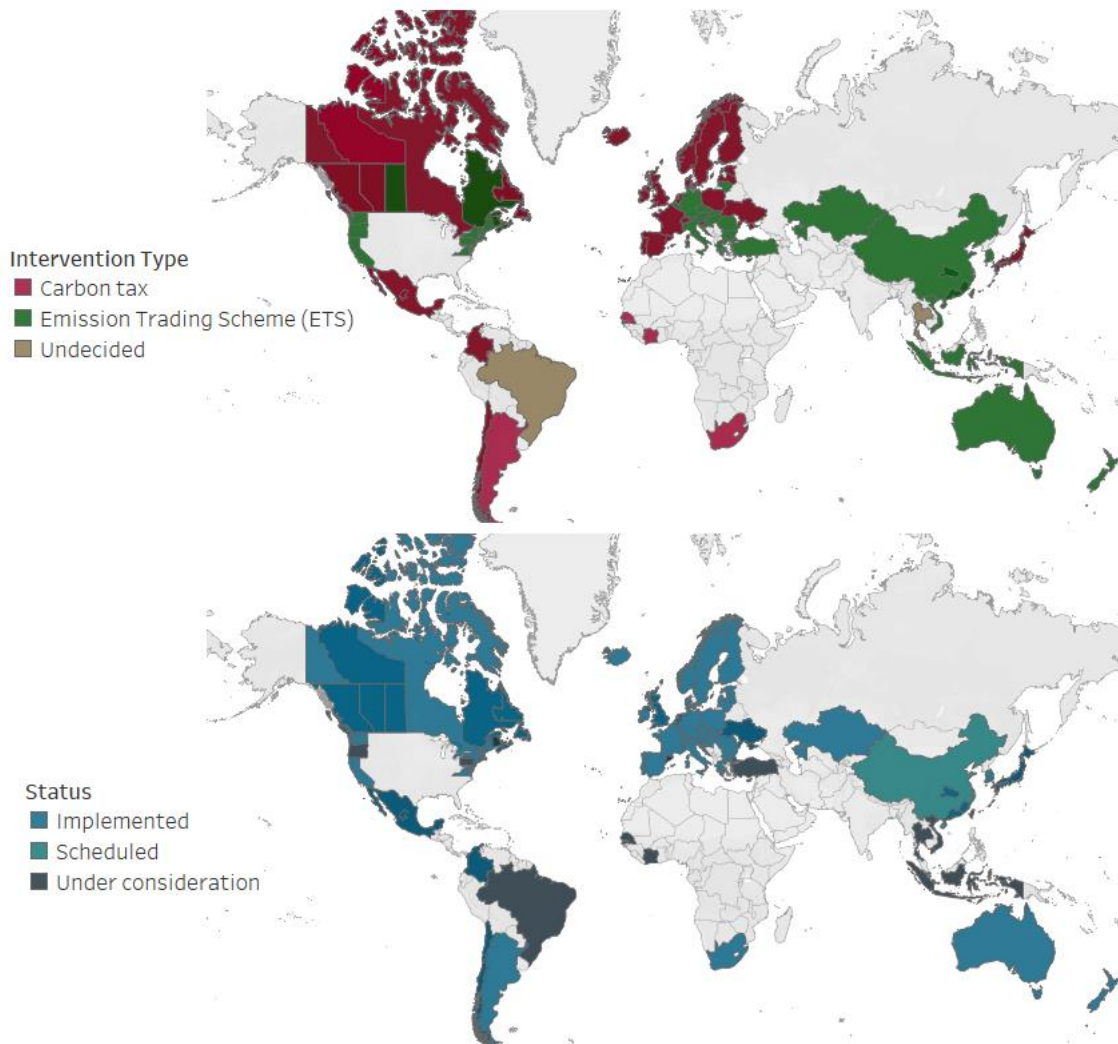 Intervention Type
Carbon tax
Emission Trading Scheme (ETS)
Undecided
Status
Implemented
Scheduled
Under consideration